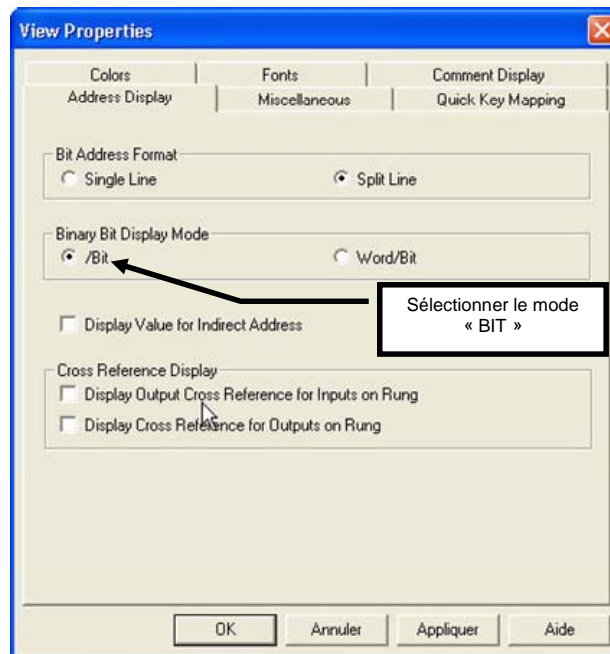 View Properties
Colors
Fonts
Comment Display
Address Display
Miscellaneous
Quick Key Mapping
Bit Address Format
Single Line
Split Line
Binary Bit Display Mode
/Bit
Word/Bit
Sélectionner le mode
« BIT »
Display Value for Indirect Address
Cross Reference Display
Display Output Cross Reference for Inputs on Rung
Display Cross Reference for Outputs on Rung
OK
Annuler
Appliquer
Aide